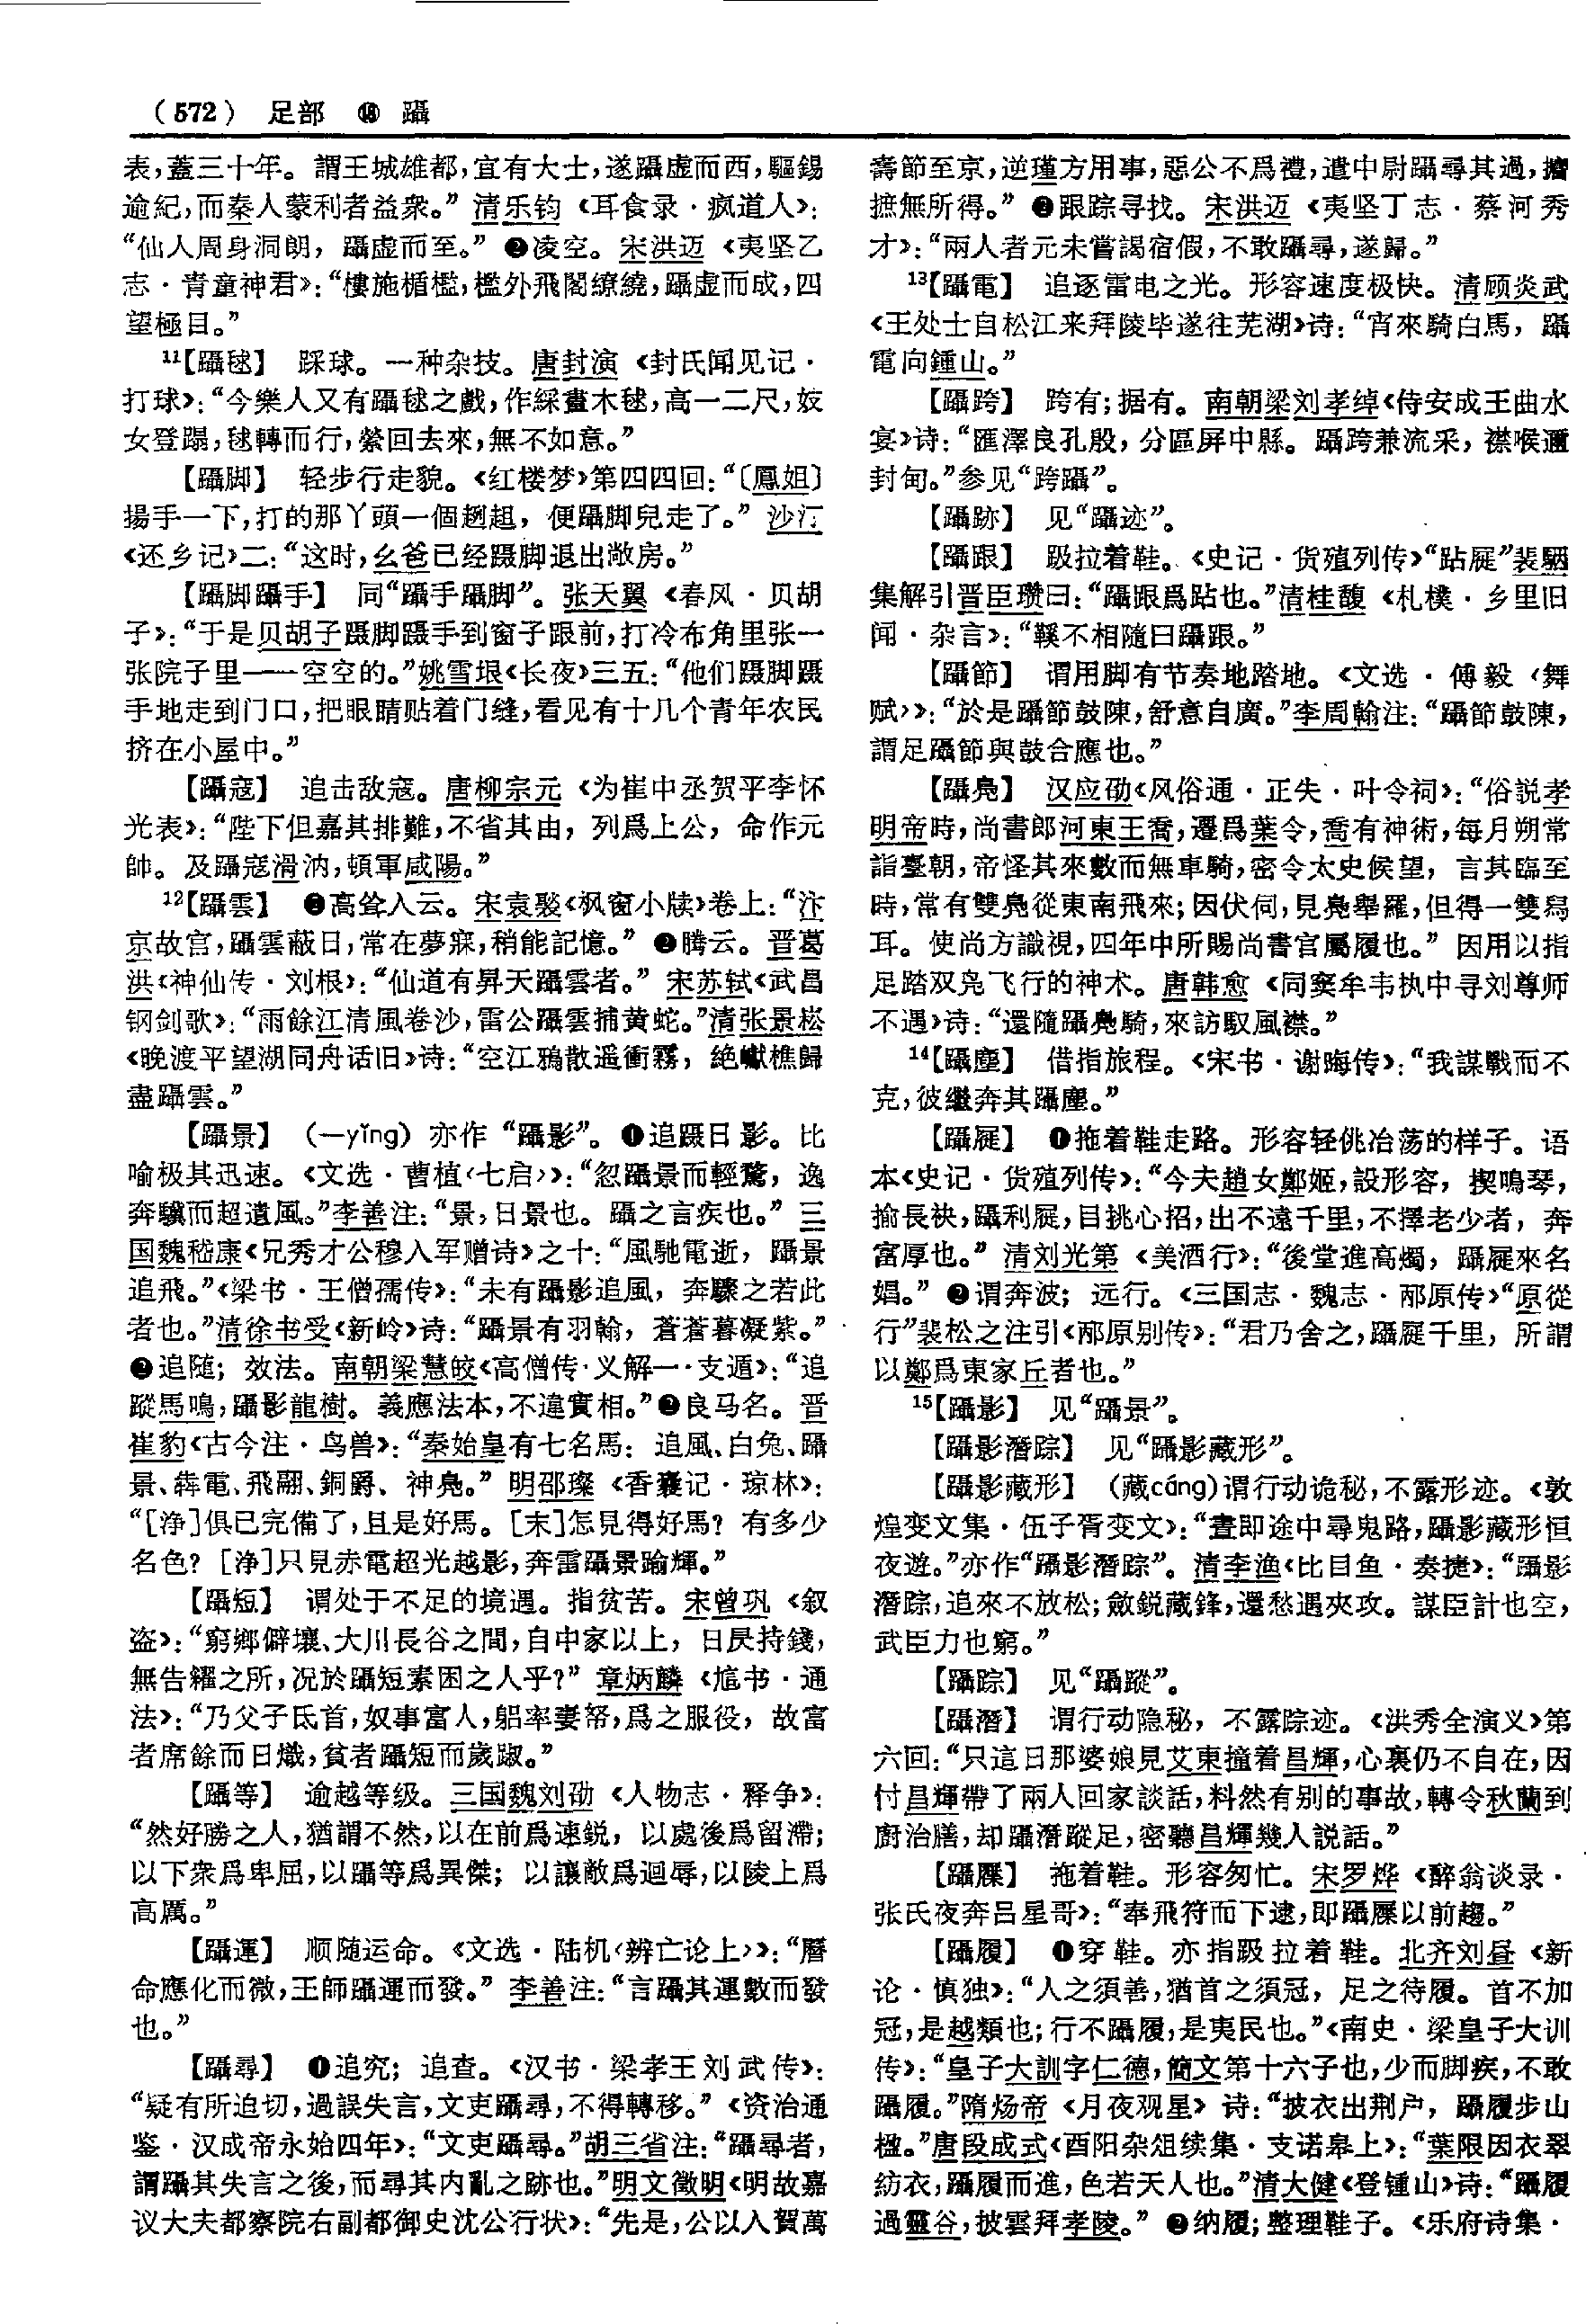 （572） 足部 ⑱ 躡
表，蓋三十年。謂王城雄都，宜有大士，遂躡虚而西，驅錫
逾紀，而秦人蒙利者益衆。”清乐钧《耳食录·疯道人》：
“仙人周身洞朗，躡虚而至。”❷凌空。宋洪迈《夷坚乙
志·青童神君》：“樓施楯檻，檻外飛閣繚繞，躡虚而成，四
望極目。”
11【躡毬】 踩球。一种杂技。唐封演《封氏闻见记·
打球》：“今樂人又有躡毬之戲，作綵畫木毬，高一二尺，妓
女登蹋，毬轉而行，縈回去來，無不如意。”
【躡脚】 轻步行走貌。《红楼梦》第四四回：“〔鳳姐〕
揚手一下，打的那丫頭一個趔趄，便躡脚兒走了。”沙汀
《还乡记》二：“这时，幺爸已经蹑脚退出敞房。”
【躡脚躡手】 同“躡手躡脚”。张天翼《春风·贝胡
子》：“于是贝胡子蹑脚蹑手到窗子跟前，打冷布角里张一
张院子里——空空的。”姚雪垠《长夜》三五：“他们蹑脚蹑
手地走到门口，把眼睛贴着门缝，看见有十几个青年农民
挤在小屋中。”
【躡寇】 追击敌寇。唐柳宗元《为崔中丞贺平李怀
光表》：“陛下但嘉其排難，不省其由，列爲上公，命作元
帥。及躡寇滑汭，頓軍咸陽。”
12【躡雲】 ❷高耸入云。宋袁褧《枫窗小牍》卷上：“汴
京故宫，躡雲蔽日，常在夢寐，稍能記憶。”❷腾云。晋葛
洪《神仙传·刘根》：“仙道有昇天躡雲者。”宋苏轼《武昌
铜剑歌》：“雨餘江清風卷沙，雷公躡雲捕黄蛇。”清张景崧
《晚渡平望湖同舟话旧》诗：“空江鴉散遥衝霧，绝巘樵歸
盡躡雲。”
【躡景】 （—yǐng）亦作“躡影”。❶追蹑日影。比
喻极其迅速。《文选·曹植〈七启〉》：“忽躡景而輕騖，逸
奔驥而超遺風。”李善注：“景，日景也。躡之言疾也。”三
国魏嵇康《兄秀才公穆入军赠诗》之十：“風馳電逝，躡景
追飛。”《梁书·王僧孺传》：“未有躡影追風，奔驟之若此
者也。”清徐书受《新岭》诗：“躡景有羽翰，蒼蒼暮凝紫。”
❷追随；效法。南朝梁慧皎《高僧传·义解一·支遁》：“追
蹤馬鳴，躡影龍樹。義應法本，不違實相。”❷良马名。晋
崔豹《古今注·鸟兽》：“秦始皇有七名馬：追風、白兔、躡
景、犇電、飛翮、銅爵、神鳧。”明邵璨《香囊记·琼林》：
“［浄］俱已完備了，且是好馬。［末］怎見得好馬？有多少
名色？［浄］只見赤電超光越影，奔雷躡景踰輝。”
【躡短】 谓处于不足的境遇。指贫苦。宋曾巩《叙
盗》：“窮鄉僻壤、大川長谷之間，自中家以上，日昃持錢，
無告糴之所，况於躡短素困之人乎？”章炳麟《訄书·通
法》：“乃父子氐首，奴事富人，躬率妻帑，爲之服役，故富
者席餘而日熾，貧者躡短而歲踧。”
【躡等】 逾越等级。三国魏刘劭《人物志·释争》：
“然好勝之人，猶謂不然，以在前爲速鋭，以處後爲留滯；
以下衆爲卑屈，以躡等爲異傑；以讓敵爲迴辱，以陵上爲
高厲。”
【躡運】 顺随运命。《文选·陆机〈辨亡论上〉》：“曆
命應化而微，王師躡運而發。”李善注：“言躡其運數而發
也。”
【躡尋】 ❶追究；追查。《汉书·梁孝王刘武传》：
“疑有所迫切，過誤失言，文吏躡尋，不得轉移。”《资治通
鉴·汉成帝永始四年》：“文吏躡尋。”胡三省注：“躡尋者，
謂躡其失言之後，而尋其内亂之跡也。”明文徵明《明故嘉
议大夫都察院右副都御史沈公行状》：“先是，公以入賀萬
壽節至京，逆瑾方用事，惡公不爲禮，遣中尉躡尋其過，攟
摭無所得。”❷跟踪寻找。宋洪迈《夷坚丁志·蔡河秀
才》：“兩人者元未嘗謁宿假，不敢躡尋，遂歸。”
13【躡電】 追逐雷电之光。形容速度极快。清顾炎武
《王处士自松江来拜陵毕遂往芜湖》诗：“宵來騎白馬，躡
電向鍾山。”
【躡跨】 跨有；据有。南朝梁刘孝绰《侍安成王曲水
宴》诗：“匯澤良孔殷，分區屏中縣。躡跨兼流采，襟喉邇
封甸。”参见“跨躡”。
【躡跡】 见“躡迹”。
【躡跟】 趿拉着鞋。《史记·货殖列传》“跕屣”裴駰
集解引晋臣瓒曰：“躡跟爲跕也。”清桂馥《札樸·乡里旧
闻·杂言》：“鞵不相隨曰躡跟。”
【躡節】 谓用脚有节奏地踏地。《文选·傅毅〈舞
赋〉》：“於是躡節鼓陳，舒意自廣。”李周翰注：“躡節鼓陳，
謂足躡節與鼓合應也。”
【躡鳧】 汉应劭《风俗通·正失·叶令祠》：“俗説孝
明帝時，尚書郎河東王喬，遷爲葉令，喬有神術，每月朔常
詣臺朝，帝怪其來數而無車騎，密令太史候望，言其臨至
時，常有雙鳧從東南飛來；因伏伺，見鳧舉羅，但得一雙舄
耳。使尚方識視，四年中所賜尚書官屬履也。”因用以指
足踏双凫飞行的神术。唐韩愈《同窦牟韦执中寻刘尊师
不遇》诗：“還隨躡鳧騎，來訪馭風襟。”
14【躡塵】 借指旅程。《宋书·谢晦传》：“我謀戰而不
克，彼繼奔其躡塵。”
【躡屣】 ❶拖着鞋走路。形容轻佻冶荡的样子。语
本《史记·货殖列传》：“今夫趙女鄭姬，設形容，揳鳴琴，
揄長袂，躡利屣，目挑心招，出不遠千里，不擇老少者，奔
富厚也。”清刘光第《美酒行》：“後堂進高燭，躡屣來名
娼。”❷谓奔波；远行。《三国志·魏志·邴原传》“原從
行”裴松之注引《邴原别传》：“君乃舍之，躡屣千里，所謂
以鄭爲東家丘者也。”
15【躡影】 见“躡景”。
【躡影潛踪】 见“躡影藏形”。
【躡影藏形】 （藏cáng）谓行动诡秘，不露形迹。《敦
煌变文集·伍子胥变文》：“晝即途中尋鬼路，躡影藏形恒
夜遊。”亦作“躡影潛踪”。清李渔《比目鱼·奏捷》：“躡影
潛踪，追來不放松；斂鋭藏鋒，還愁遇夾攻。謀臣計也空，
武臣力也窮。”
【躡踪】 见“躡蹤”。
【躡潛】 谓行动隐秘，不露踪迹。《洪秀全演义》第
六回：“只這日那婆娘見艾東撞着昌輝，心裏仍不自在，因
忖昌輝帶了兩人回家談話，料然有别的事故，轉令秋蘭到
廚治膳，却躡潛蹤足，密聽昌輝幾人説話。”
【躡屧】 拖着鞋。形容匆忙。宋罗烨《醉翁谈录·
张氏夜奔吕星哥》：“奉飛符而下逮，即躡屧以前趨。”
【躡履】 ❶穿鞋。亦指趿拉着鞋。北齐刘昼《新
论·慎独》：“人之須善，猶首之須冠，足之待履。首不加
冠，是越類也；行不躡履，是夷民也。”《南史·梁皇子大训
传》：“皇子大訓字仁德，簡文第十六子也，少而脚疾，不敢
躡履。”隋炀帝《月夜观星》诗：“披衣出荆户，躡履步山
楹。”唐段成式《酉阳杂俎续集·支诺皋上》：“葉限因衣翠
紡衣，躡履而進，色若天人也。”清大健《登锺山》诗：“躡履
過靈谷，披雲拜孝陵。”❷纳履；整理鞋子。《乐府诗集·